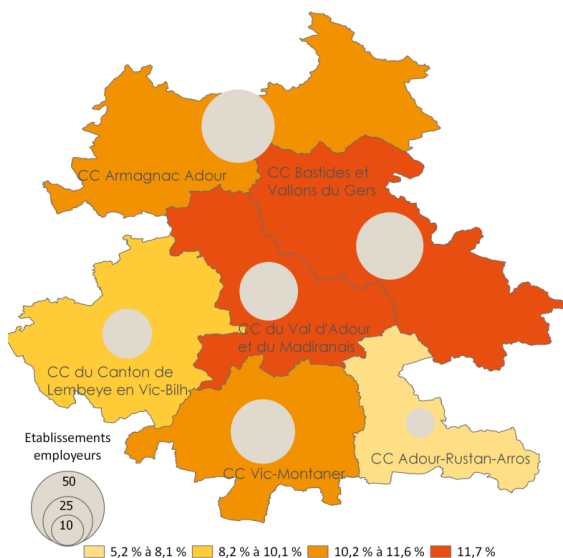 CC Armagnac Adour
CC Bastides et
Vallons du Gers
CC du Val d'Adour
et du Madiranais
CC du Canton de
Lembeye en Vic-Bilh
CC Vic-Montaner
CC Adour-Rustan-Arros
Etablissements
employeurs
50
25
10
5,2 % à 8,1 %
8,2 % à 10,1 %
10,2 % à 11,6 %
11,7 %